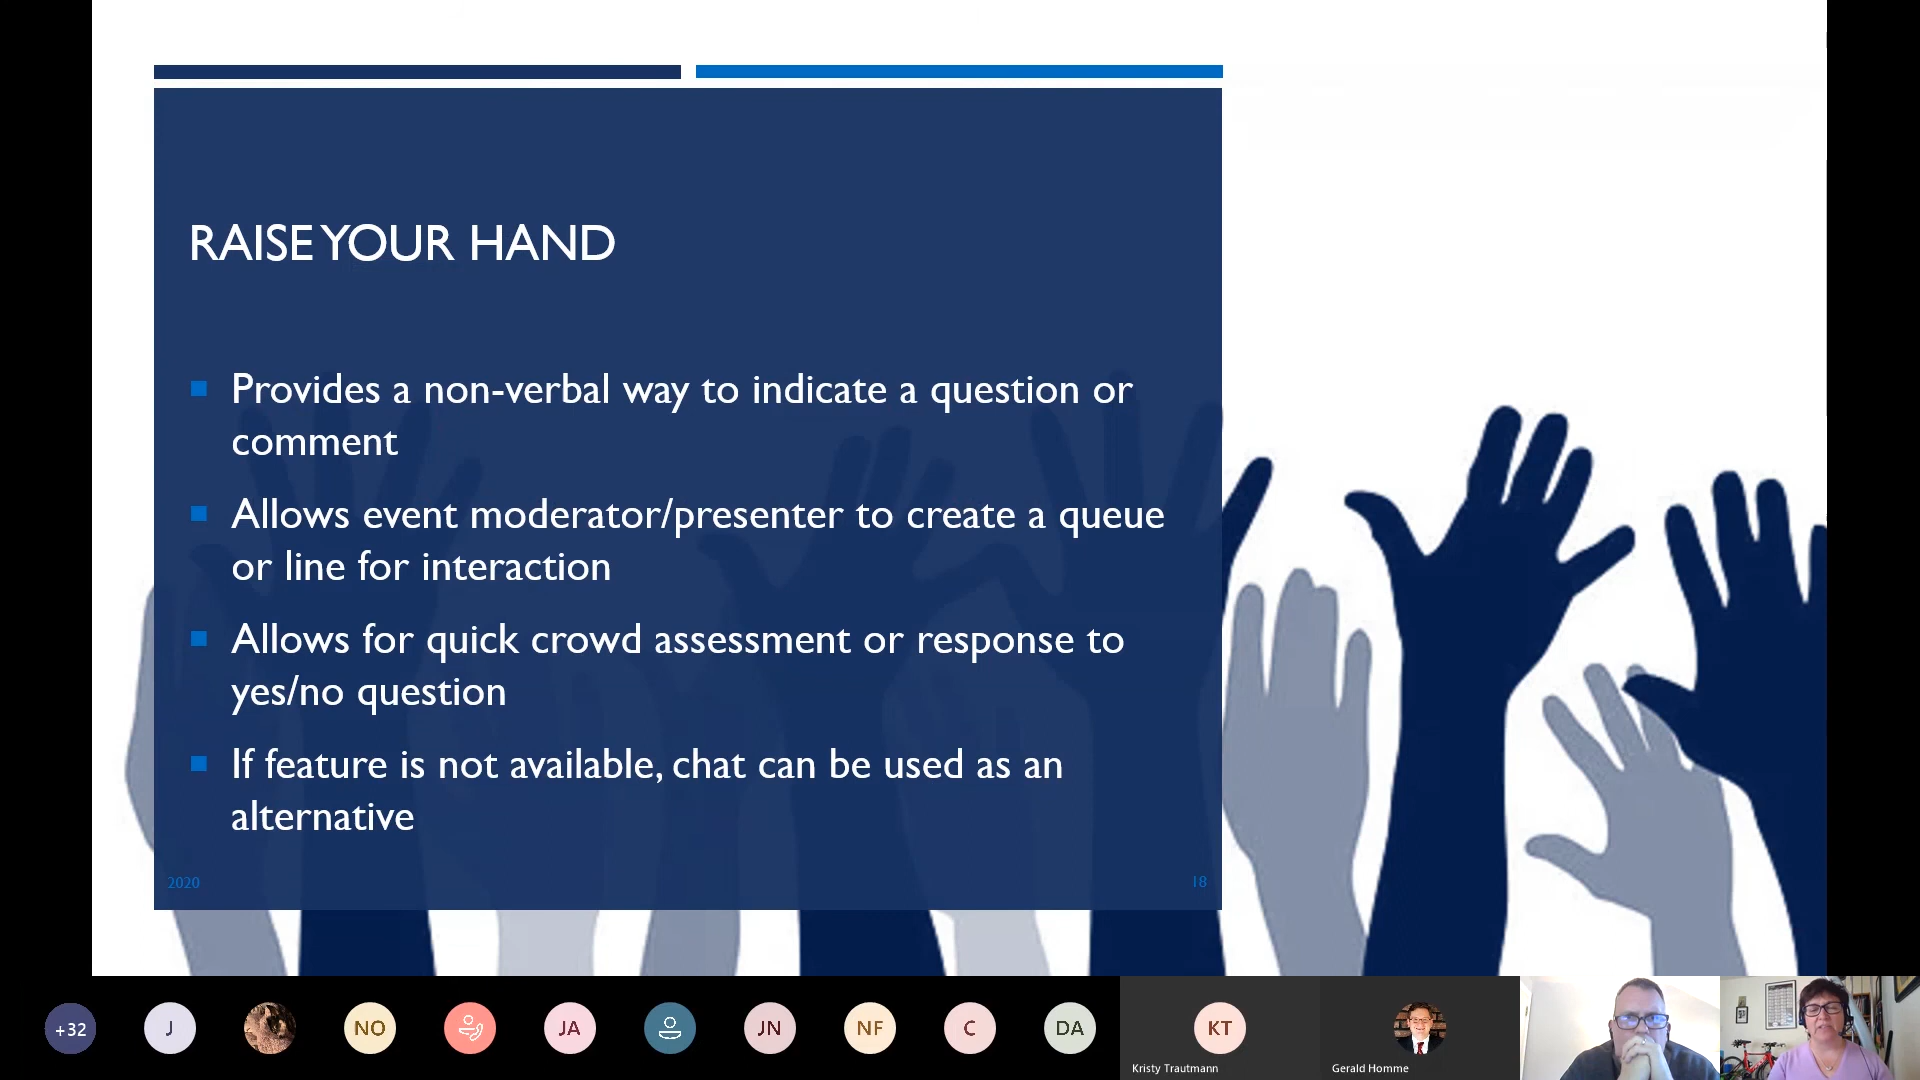 RAISE YOUR HAND
Provides a non-verbal way to indicate a question or
comment
Allows event moderator/presenter to create a queue
or line for interaction
Allows for quick crowd assessment or response to
yes/no question
If feature is not available, chat can be used as an
alternative
2020
18
+32
J
NO
JA
JN
NF
C
DA
KT
Kristy Trautmann
Gerald Homme